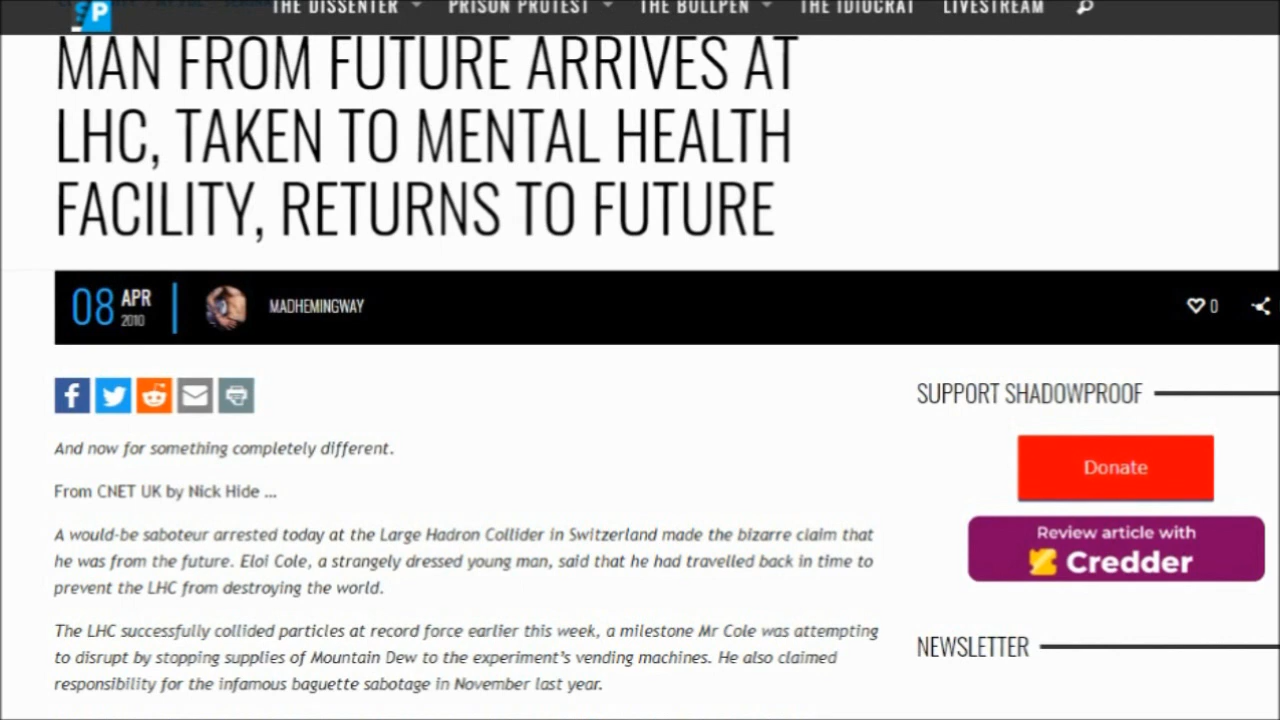 SP
THE DISSENTER
PRISON PROTEST
THE BULLPEN
THE IDIOCRAT
LIVESTREAM
MAN FROM FUTURE ARRIVES AT
LHC, TAKEN TO MENTAL HEALTH
FACILITY, RETURNS TO FUTURE
08 APR
2010
MADHEMINGWAY
0
And now for something completely different.
From CNET UK by Nick Hide ...
A would-be saboteur arrested today at the Large Hadron Collider in Switzerland made the bizarre claim that
he was from the future. Eloi Cole, a strangely dressed young man, said that he had travelled back in time to
prevent the LHC from destroying the world.
The LHC successfully collided particles at record force earlier this week, a milestone Mr Cole was attempting
to disrupt by stopping supplies of Mountain Dew to the experiment's vending machines. He also claimed
responsibility for the infamous baguette sabotage in November last year.
SUPPORT SHADOWPROOF
Donate
Review article with
Credder
NEWSLETTER